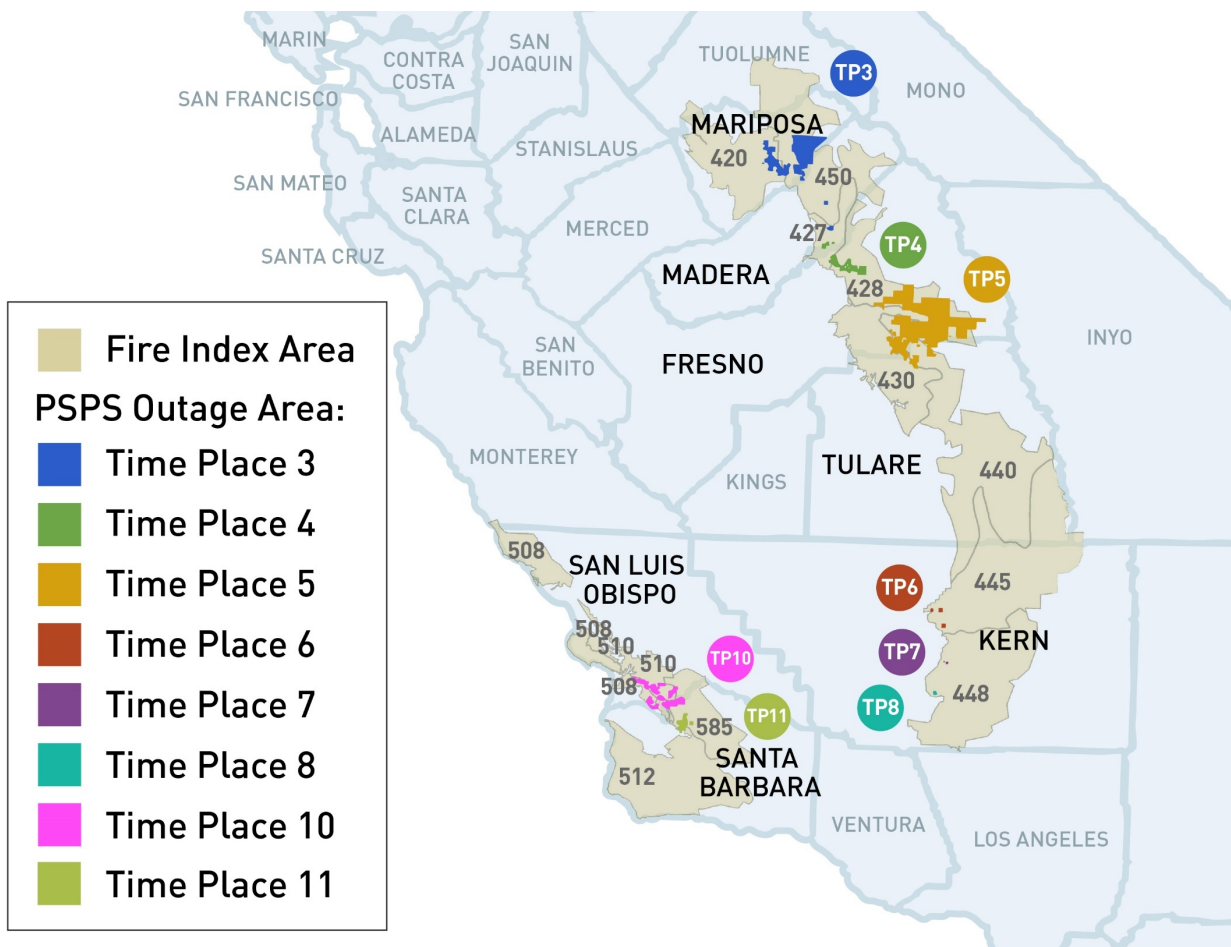 MARIN
CONTRA
COSTA
SAN
JOAQUIN
TUOLUMNE
TP3
MONO
SAN FRANCISCO
ALAMEDA
MARIPOSA
420
STANISLAUS
450
SAN MATEO
SANTA
CLARA
MERCED
427
TP4
SANTA CRUZ
MADERA
428
TP5
INYO
SAN
BENITO
FRESNO
430
MONTEREY
KINGS
TULARE
440
508
SAN LUIS
OBISPO
TP6
445
508
510
510
508
TP10
TP7
KERN
448
TP8
TP11
585
SANTA
BARBARA
512
VENTURA
LOS ANGELES
Fire Index Area
PSPS Outage Area:
Time Place 3
Time Place 4
Time Place 5
Time Place 6
Time Place 7
Time Place 8
Time Place 10
Time Place 11